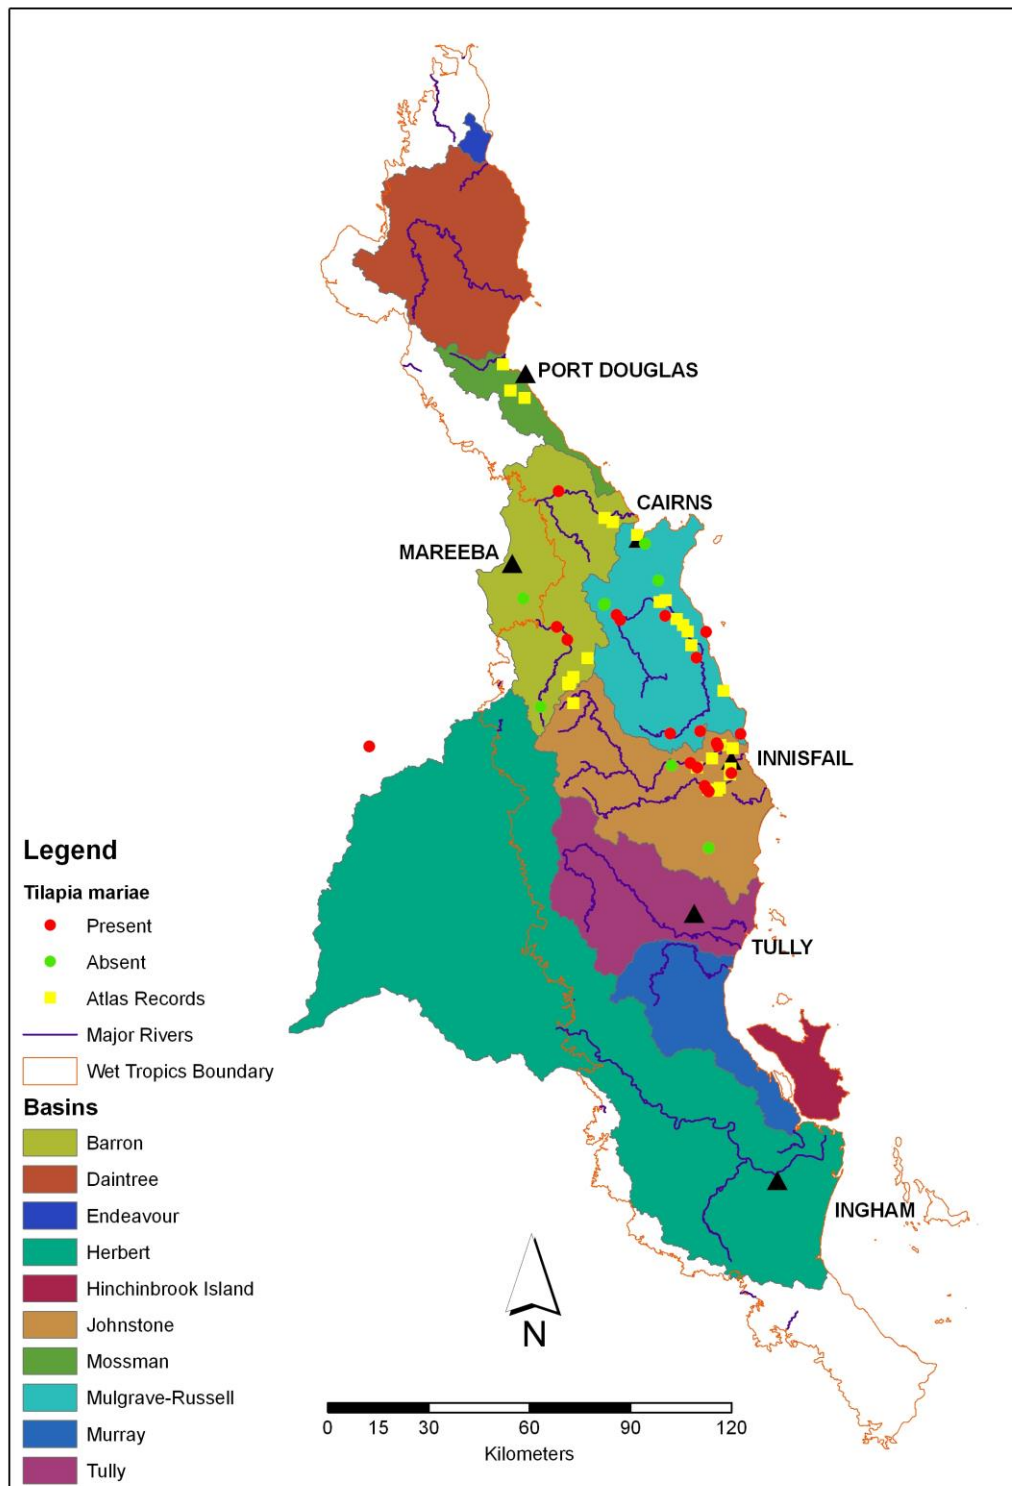 PORT DOUGLAS
CAIRNS
MAREEBA
INNISFAIL
TULLY
INGHAM
Legend
Tilapia mariae
Present
Absent
Atlas Records
Major Rivers
Wet Tropics Boundary
Basins
Barron
Daintree
Endeavour
Herbert
Hinchinbrook Island
Johnstone
Mossman
Mulgrave-Russell
Murray
Tully
N
0 15 30 60 90 120
Kilometers